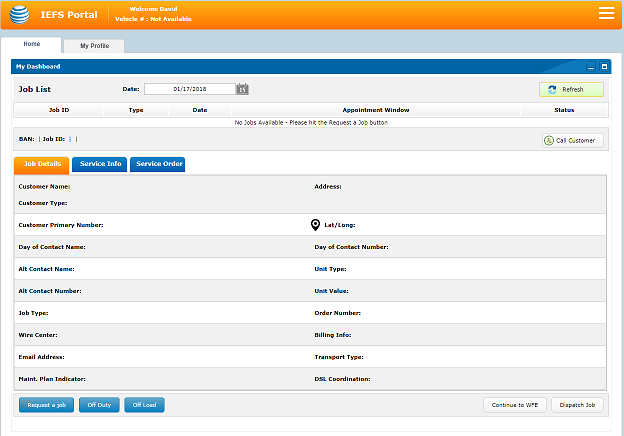 IEFS Portal
Welcome David
Vehicle # : Not Available
Home
My Profile
My Dashboard
Job List
Date:
01/17/2018
15
Refresh
Job ID Type Date Appointment Window Status
No Jobs Available - Please hit the Request a Job button
BAN: | Job ID: | |
Call Customer
Job Details Service Info Service Order
Customer Name: Address:
Customer Type:
Customer Primary Number: Lat/Long:
Day of Contact Name: Day of Contact Number:
Alt Contact Name: Unit Type:
Alt Contact Number: Unit Value:
Job Type: Order Number:
Wire Center: Billing Info:
Email Address: Transport Type:
Maint. Plan Indicator: DSL Coordination:
Request a job Off Duty Off Load Continue to WFE Dispatch Job